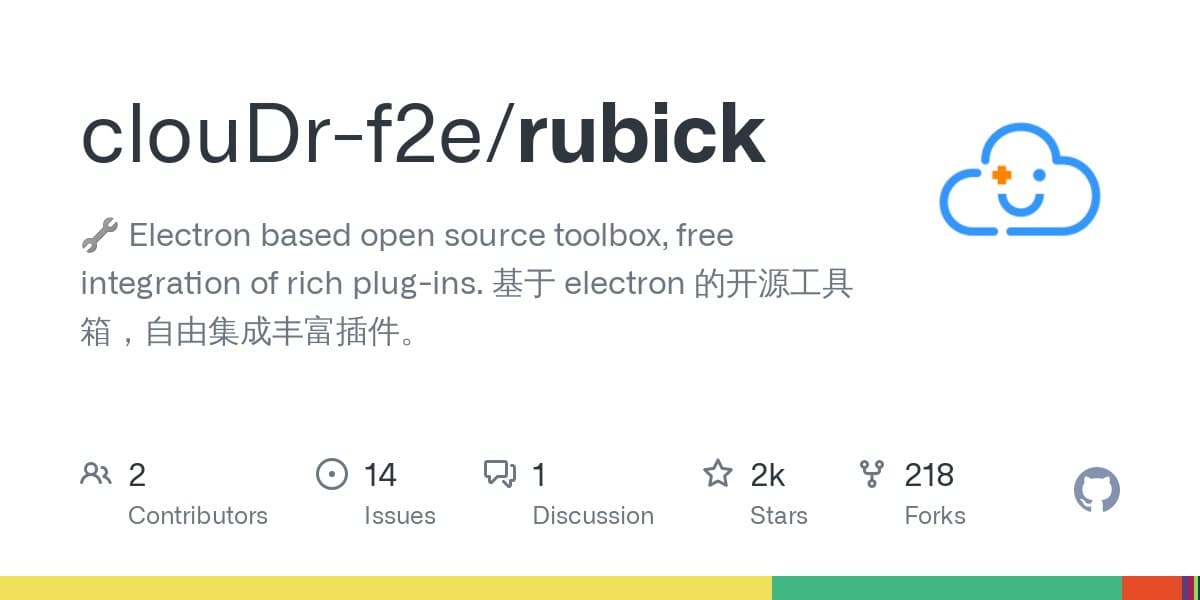 clouDr-f2e/rubick
🔧 Electron based open source toolbox, free
integration of rich plug-ins. 基于 electron 的开源工具
箱，自由集成丰富插件。
2 14 1 2k 218
Contributors Issues Discussion Stars Forks